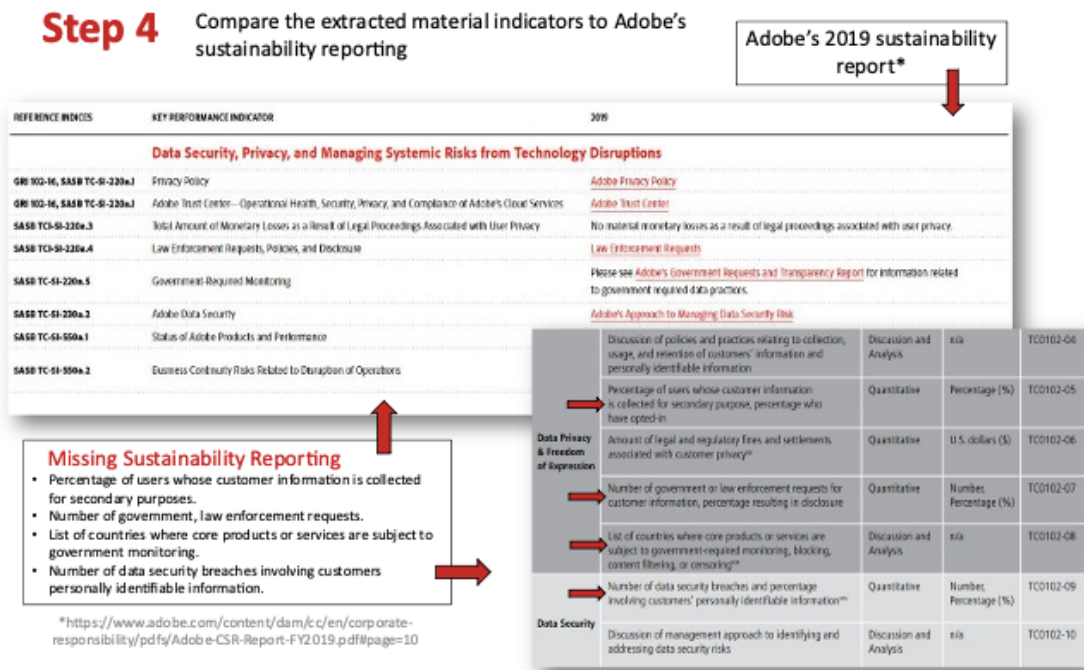 Step 4
Compare the extracted material indicators to Adobe's
sustainability reporting
Adobe's 2019 sustainability
report*
REFERENCE INDICES KEY PERFORMANCE INDICATOR 2019
Data Security, Privacy, and Managing Systemic Risks from Technology Disruptions
GRI 102-16, SASB TC-SI-220a.1 Privacy Policy Adobe Privacy Policy
GRI 102-16, SASB TC-SI-220a.1 Adobe Trust Center—Operational Health, Security, Privacy, and Compliance of Adobe's Cloud Services Adobe Trust Center
SASB TCI-SI-220a.3 Total Amount of Monetary Losses as a Result of Legal Proceedings Associated with User Privacy No material monetary losses as a result of legal proceedings associated with user privacy.
SASB TCI-SI-220a.4 Law Enforcement Requests, Policies, and Disclosure Law Enforcement Requests
SASB TC-SI-220a.5 Government-Required Monitoring Please see Adobe's Government Requests and Transparency Report for information related
to government required data practices.
SASB TC-SI-230a.2 Adobe Data Security Adobe's Approach to Managing Data Security Risk
SASB TC-SI-550a.1 Status of Adobe Products and Performance
SASB TC-SI-550a.2 Business Continuity Risks Related to Disruption of Operations
Discussion of policies and practices relating to collection, Discussion and n/a TC0102-04
usage, and retention of customers' information and Analysis
personally identifiable information
Percentage of users whose customer information Quantitative Percentage (%) TC0102-05
is collected for secondary purpose, percentage who
have opted-in
Data Privacy
& Freedom
of Expression
Amount of legal and regulatory fines and settlements Quantitative U.S. dollars ($) TC0102-06
associated with customer privacy
Number of government or law enforcement requests for Quantitative Number, TC0102-07
customer information, percentage resulting in disclosure Percentage (%)
List of countries where core products or services are Discussion and n/a TC0102-08
subject to government-required monitoring, blocking, Analysis
content filtering, or censoring
Number of data security breaches and percentage Quantitative Number, TC0102-09
involving customers' personally identifiable information Percentage (%)
Data Security
Discussion of management approach to identifying and Discussion and n/a TC0102-10
addressing data security risks Analysis
Missing Sustainability Reporting
• Percentage of users whose customer information is collected
for secondary purposes.
• Number of government, law enforcement requests.
• List of countries where core products or services are subject to
government monitoring.
• Number of data security breaches involving customers
personally identifiable information.
*https://www.adobe.com/content/dam/cc/en/corporate-
responsibility/pdfs/Adobe-CSR-Report-FY2019.pdf#page=10